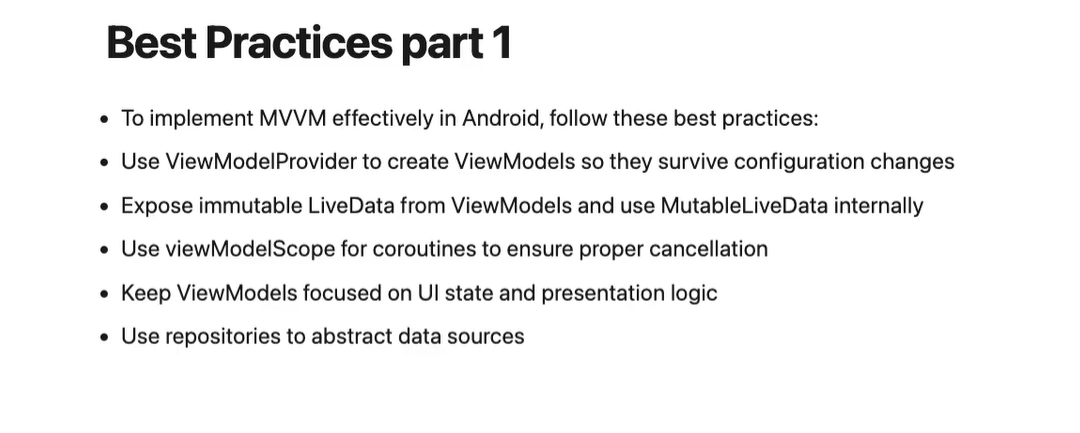 Best Practices part 1
• To implement MVVM effectively in Android, follow these best practices:
• Use ViewModelProvider to create ViewModels so they survive configuration changes
• Expose immutable LiveData from ViewModels and use MutableLiveData internally
• Use viewModelScope for coroutines to ensure proper cancellation
• Keep ViewModels focused on UI state and presentation logic
• Use repositories to abstract data sources